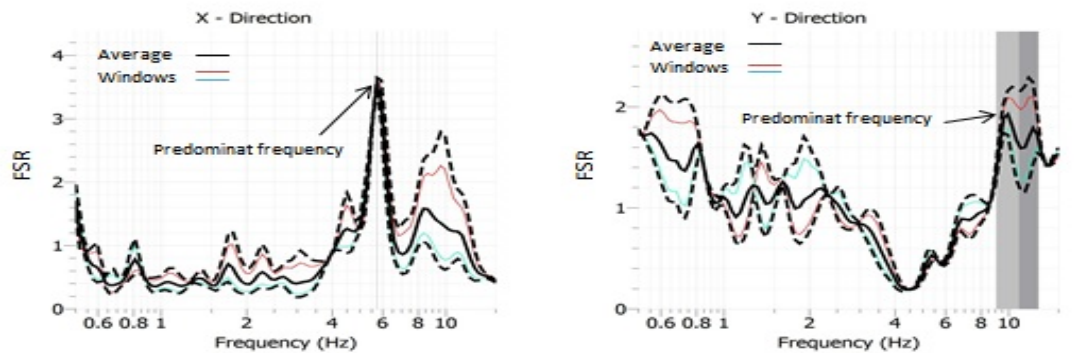 X - Direction
Average
Windows
Predominat frequency
FSR
4
3
2
1
0
0.6 0.8 1 2 4 6 8 10
Frequency (Hz)
Y - Direction
Average
Windows
Predominant frequency
FSR
2
1
0
0.6 0.8 1 2 4 6 8 10
Frequency (Hz)